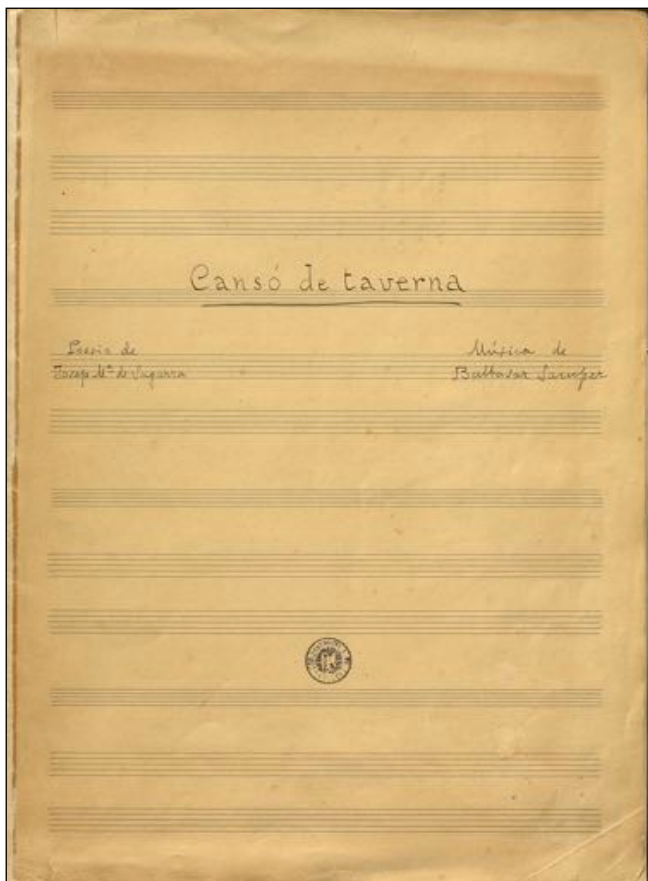 Cansó de taverna
Poesia de
Josep Mª de Sagarra
Música de
Baltasar Samper